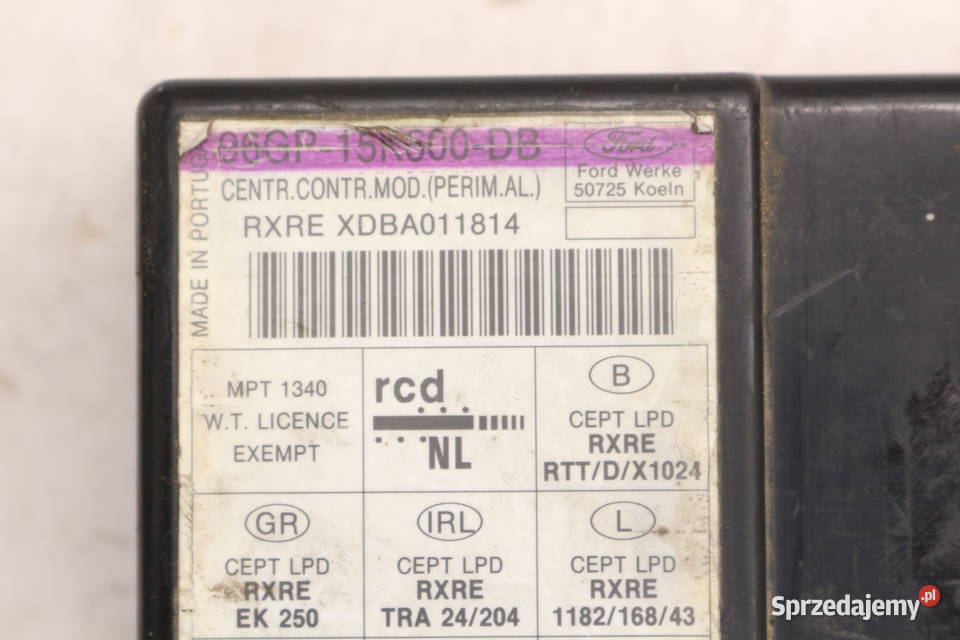 96GP-15K600-DB
Ford
Ford Werke
50725 Koeln
CENTR.CONTR.MOD.(PERIM.AL.)
RXRE XDBA011814
MADE IN
MPT 1340
W.T. LICENCE
EXEMPT
rcd
NL
B
CEPT LPD
RXRE
RTT/D/X1024
GR
CEPT LPD
RXRE
EK 250
IRL
CEPT LPD
RXRE
TRA 24/204
L
CEPT LPD
RXRE
1182/168/43
Sprzedajemy.pl